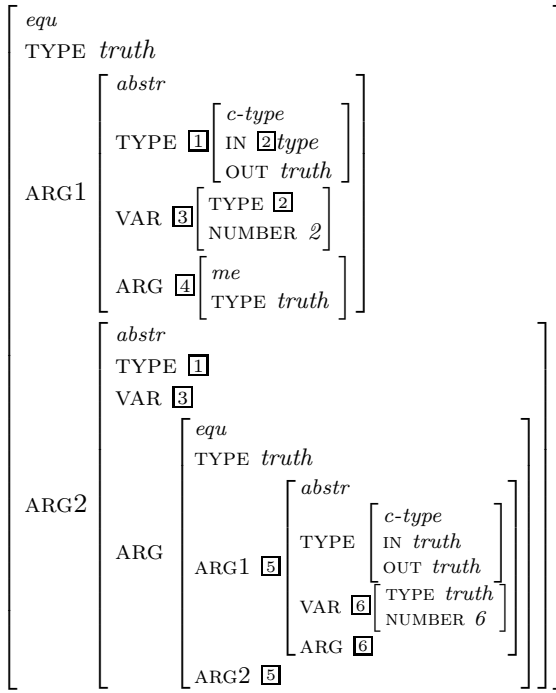 equ
TYPE truth
ARG1
abstr
TYPE 1
c-type
IN 2 type
OUT truth
VAR 3
TYPE 2
NUMBER 2
ARG 4
me
TYPE truth
ARG2
abstr
TYPE 1
VAR 3
ARG
equ
TYPE truth
ARG1 5
abstr
TYPE
c-type
IN truth
OUT truth
VAR 6
TYPE truth
NUMBER 6
ARG 6
ARG2 5